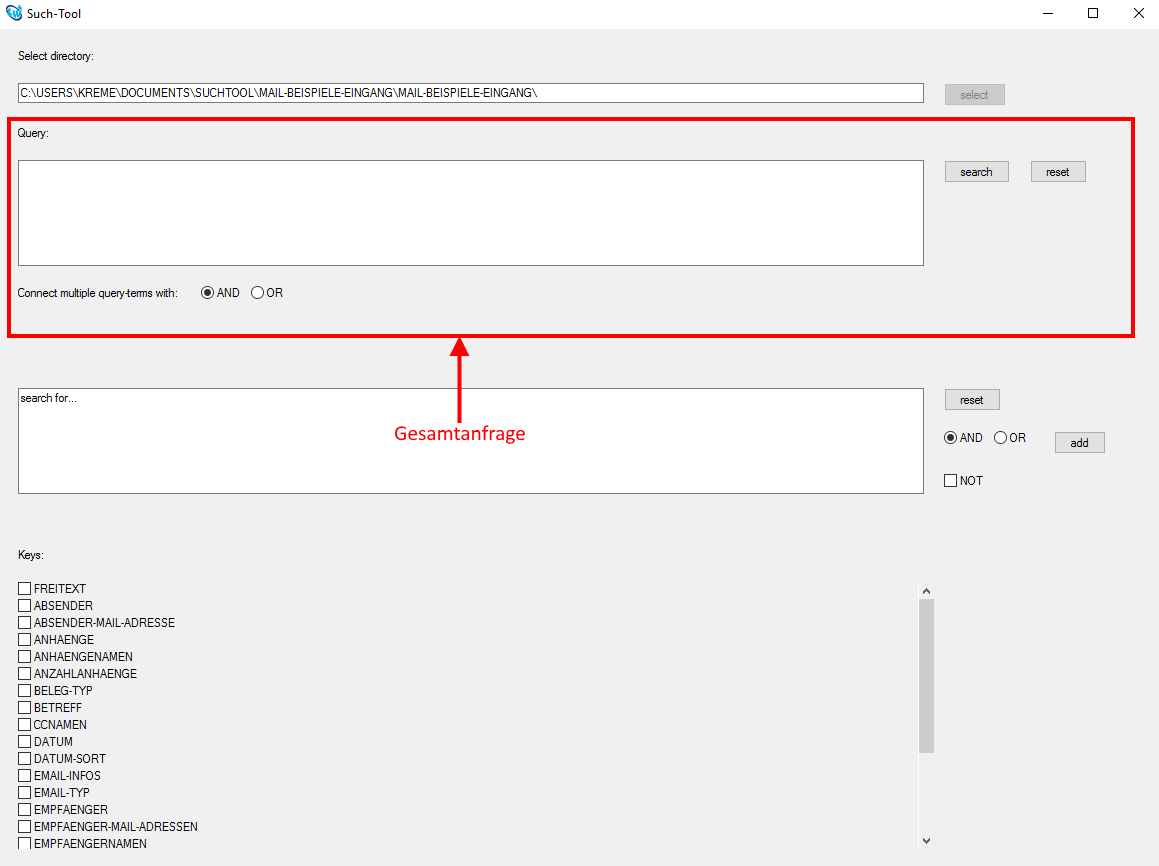 Such-Tool
Select directory:
C:\USERS\KREME\DOCUMENTS\SUCHTOOL\MAIL-BEISPIELE-EINGANG\MAIL-BEISPIELE-EINGANG\
select
Query:
search reset
Connect multiple query-terms with: AND OR
search for...
reset
Gesamtanfrage
AND OR
add
NOT
Keys:
FREITEXT
ABSENDER
ABSENDER-MAIL-ADRESSE
ANHAENGE
ANHAENGENAMEN
ANZAHLANHAENGE
BELEG-TYP
BETREFF
CCNAMEN
DATUM
DATUM-SORT
EMAIL-INFOS
EMAIL-TYP
EMPFAENGER
EMPFAENGER-MAIL-ADRESSEN
EMPFAENGERNAMEN